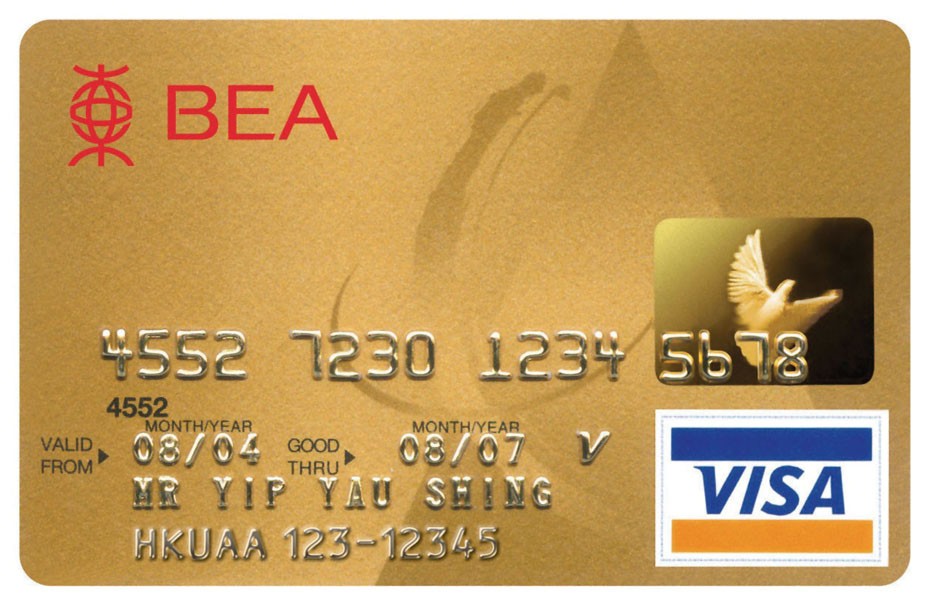 BEA
4552 7230 1234 5678
4552
MONTH/YEAR MONTH/YEAR
VALID FROM 08/04 GOOD THRU 08/07 V
MR YIP YAU SHING
HKUAA 123-12345
VISA